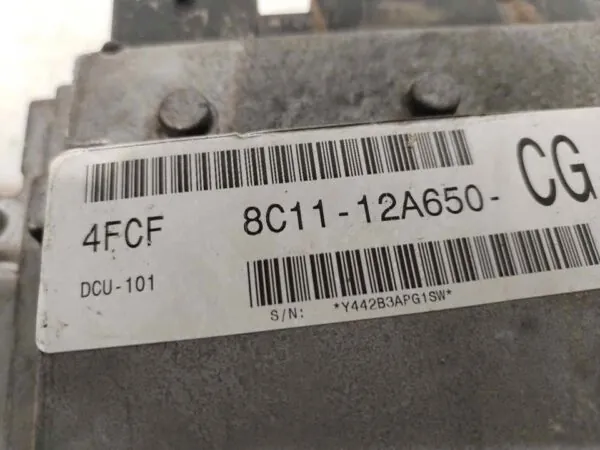 4FCF 8C11-12A650- CG
DCU-101
S/N: *Y442B3APG1SW*